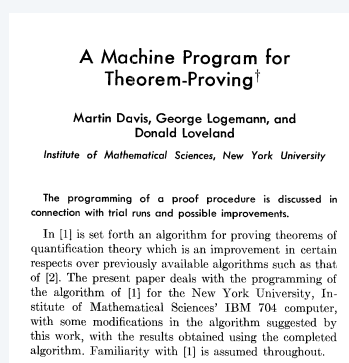 A Machine Program for
Theorem-Proving†
Martin Davis, George Logemann, and
Donald Loveland
Institute of Mathematical Sciences, New York University
The programming of a proof procedure is discussed in
connection with trial runs and possible improvements.
In [1] is set forth an algorithm for proving theorems of
quantification theory which is an improvement in certain
respects over previously available algorithms such as that
of [2]. The present paper deals with the programming of
the algorithm of [1] for the New York University, In-
stitute of Mathematical Sciences' IBM 704 computer,
with some modifications in the algorithm suggested by
this work, with the results obtained using the completed
algorithm. Familiarity with [1] is assumed throughout.